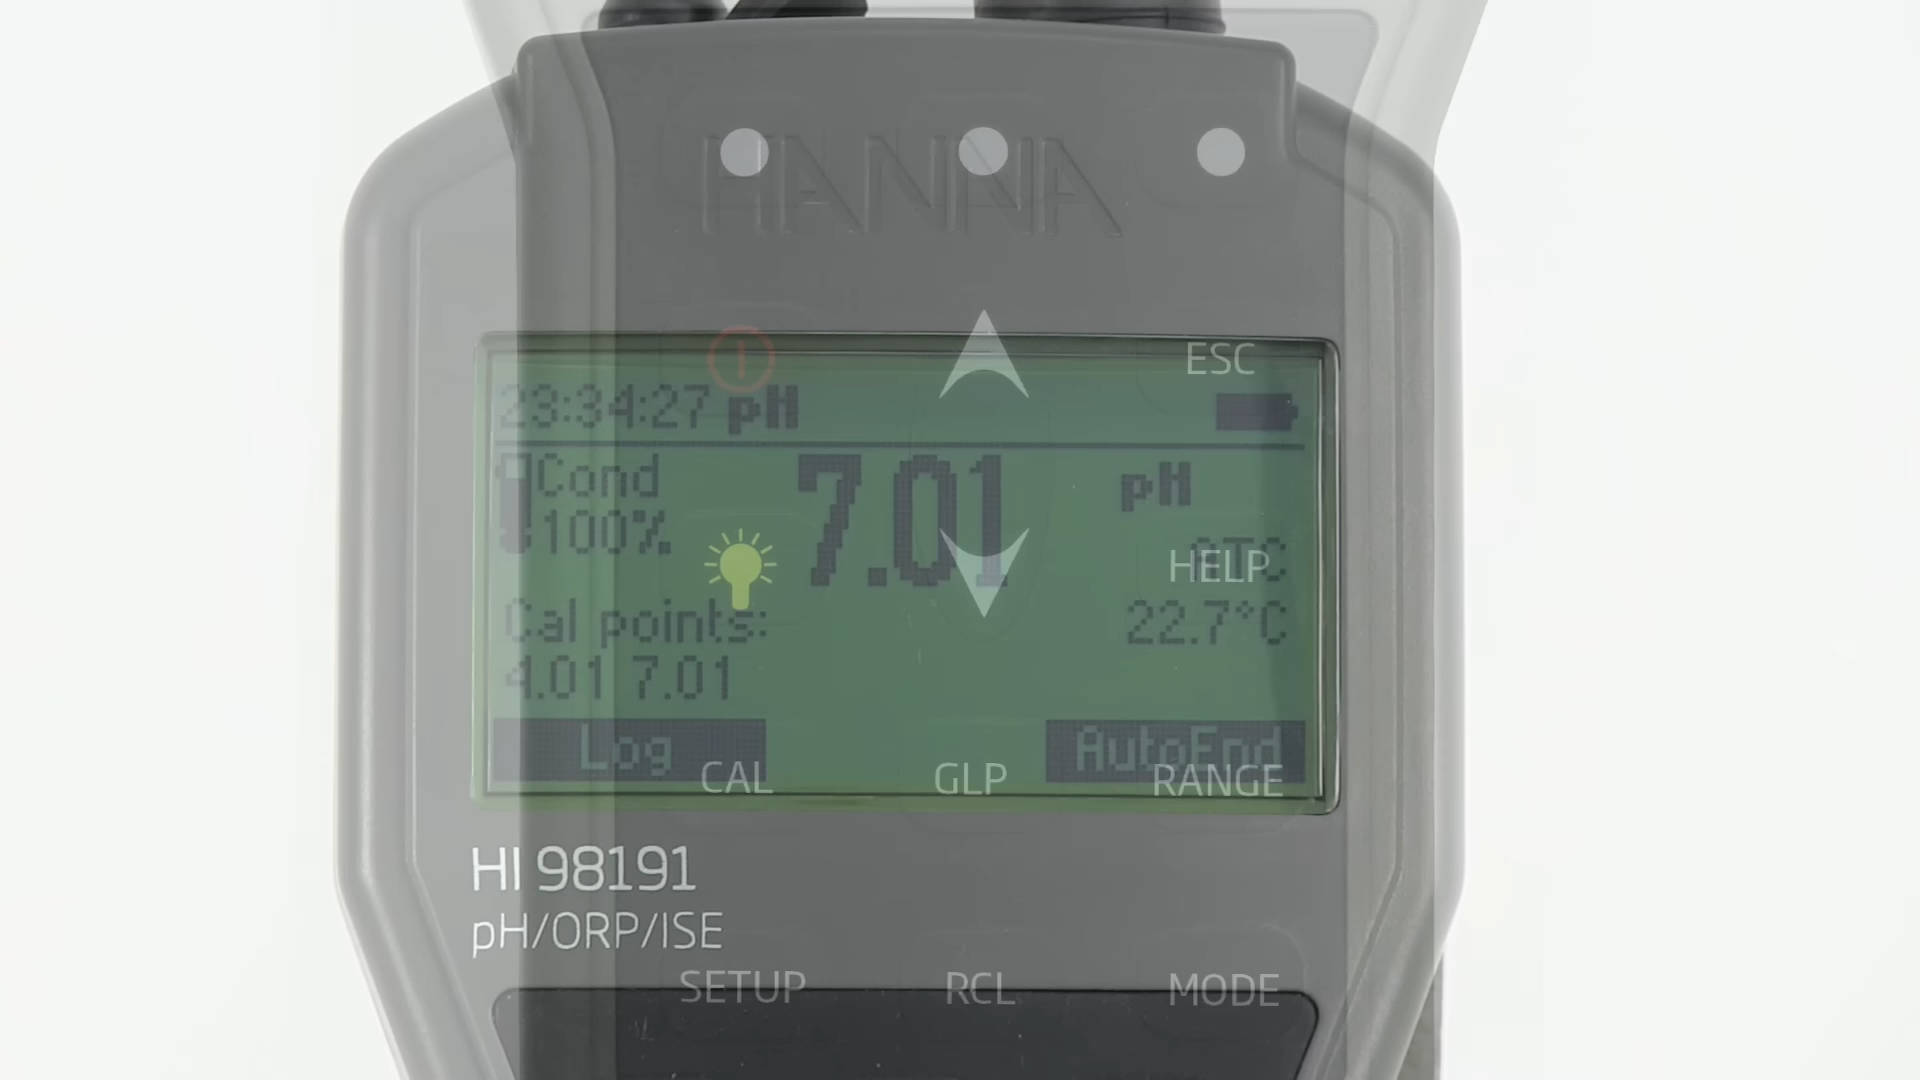 HANNA
ESC
23:34:27 pH
Cond
7.01 pH
100%
HELP
ATC
Cal points:
22.7°C
4.01 7.01
Log
AutoEnd
CAL
GLP
RANGE
HI 98191
pH/ORP/ISE
SETUP
RCL
MODE